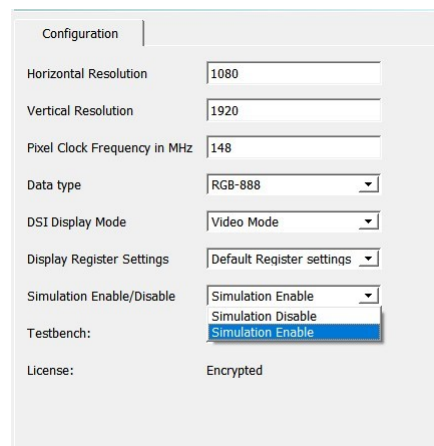 Configuration
Horizontal Resolution 1080
Vertical Resolution 1920
Pixel Clock Frequency in MHz 148
Data type RGB-888
DSI Display Mode Video Mode
Display Register Settings Default Register settings
Simulation Enable/Disable Simulation Enable
Simulation Disable
Testbench: Simulation Enable
License: Encrypted